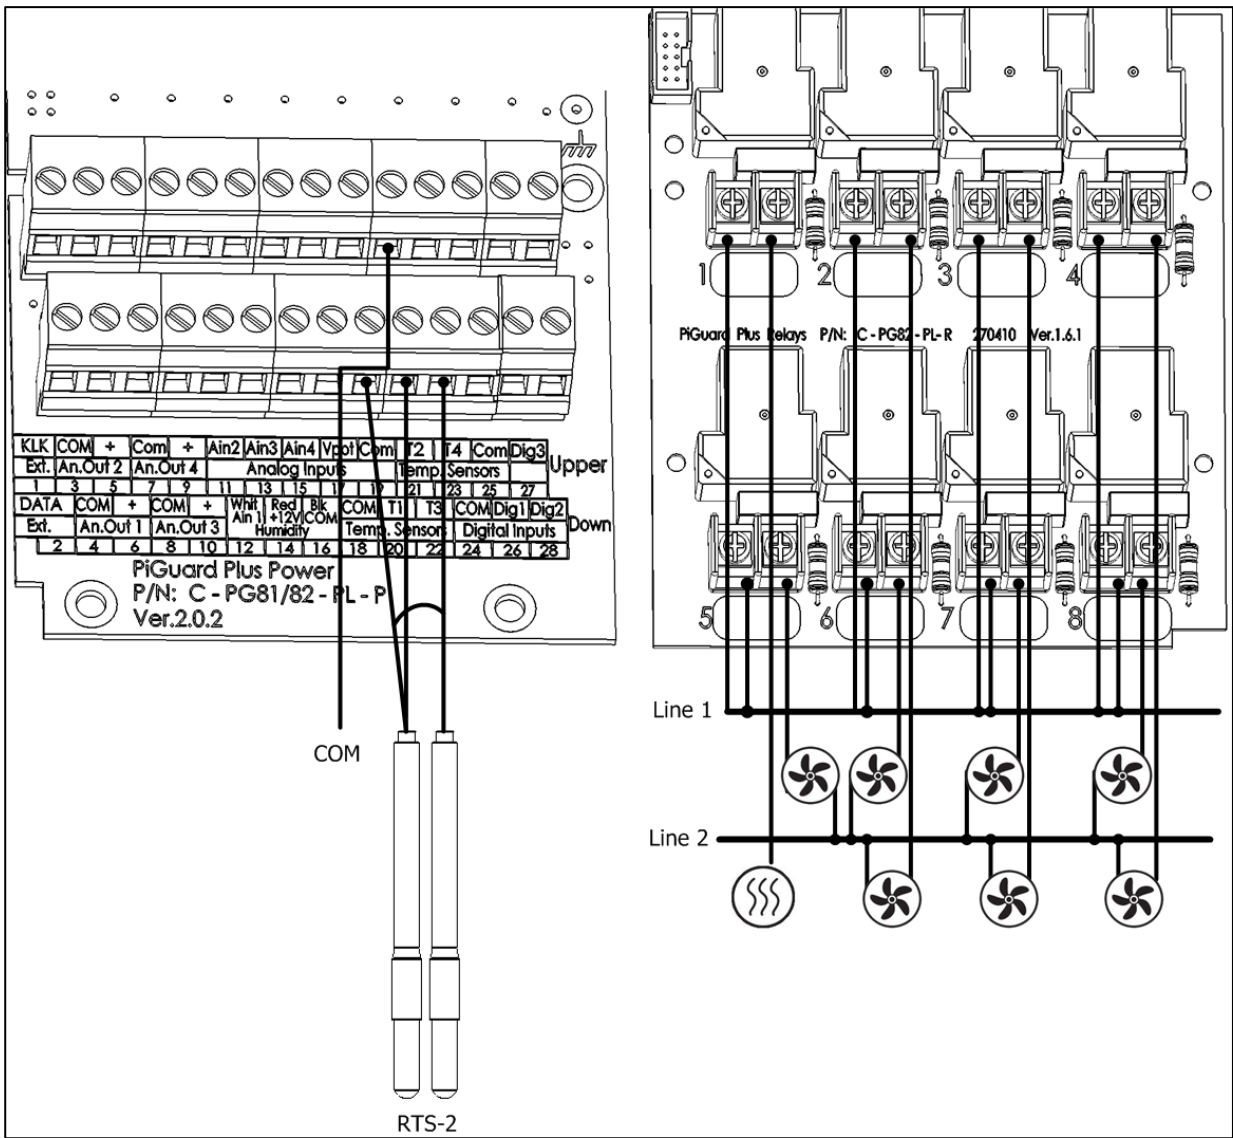 1 2 3 4
PiGuard Plus Relays P/N: C - PG82 - PL- R 270410 Ver.1.6.1
KLK COM + Com + Ain2 Ain3 Ain4 Vpot Com T2 T4 Com Dig3
Upper
Ext. An.Out 2 An.Out 4 Analog Inputs Temp. Sensors
1 3 5 7 9 11 13 15 17 19 21 23 25 27
DATA COM + COM + Whit Red Blk COM T1 T3 COM Dig1 Dig2
Ain 1 +12V COM
Down
Ext. An.Out 1 An.Out 3 Humidity Temp. Sensors Digital Inputs
2 4 6 8 10 12 14 16 18 20 22 24 26 28
PiGuard Plus Power
P/N: C - PG81/82 - PL - P
Ver.2.0.2
5 6 7 8
Line 1
COM
Line 2
RTS-2